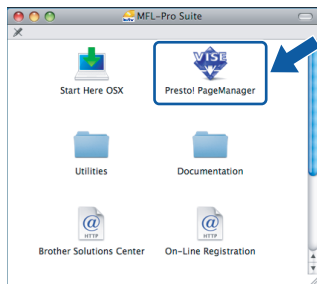 MFL-Pro Suite
Suite
VISE
Start Here OSX
Presto! PageManager
Utilities
Documentation
@
HTTP
@
HTTP
Brother Solutions Center
On-Line Registration